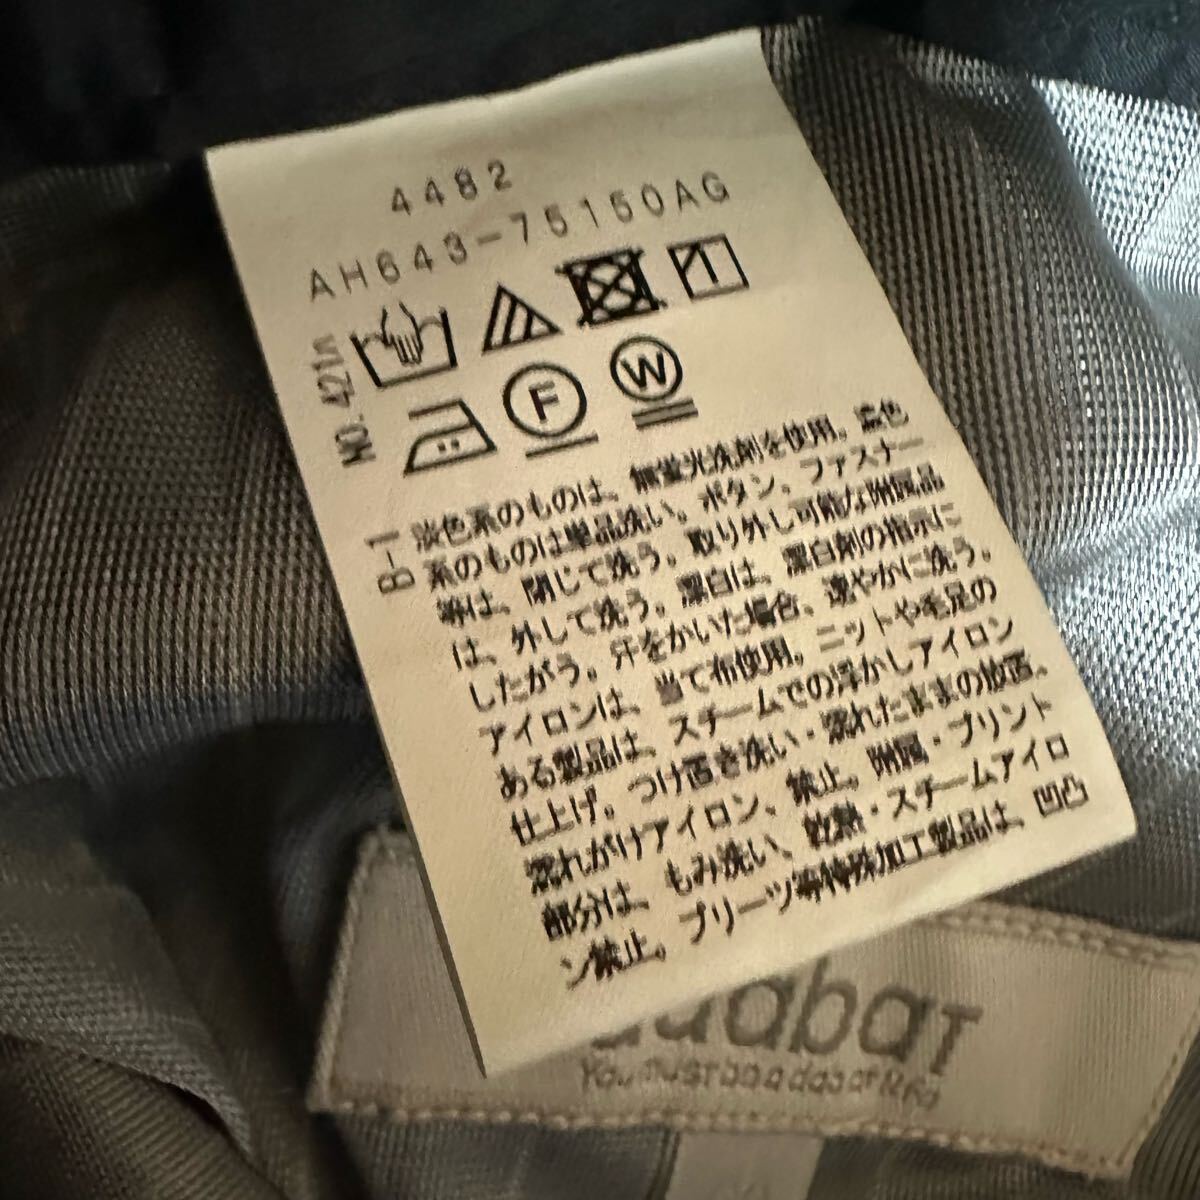 4482
AH643-75150AG
NO. 421A
F
W
B-1
淡色系のものは、無蛍光洗剤を使用。濃色
系のものは単品洗い。ボタン、ファスナー
等は、閉じて洗う。取り外し可能な附属品
は、外して洗う。漂白は、漂白剤の指示に
したがう。汗をかいた場合、速やかに洗う。
アイロンは、当て布使用。ニットや毛足の
ある製品は、スチームでの浮かしアイロン
仕上げ。つけ置き洗い・濡れたままの放置、
濡れがけアイロン、禁止。附属・プリント
部分は、もみ洗い、乾熱・スチームアイロ
ン禁止。プリーツ等特殊加工製品は、凹凸
dabat